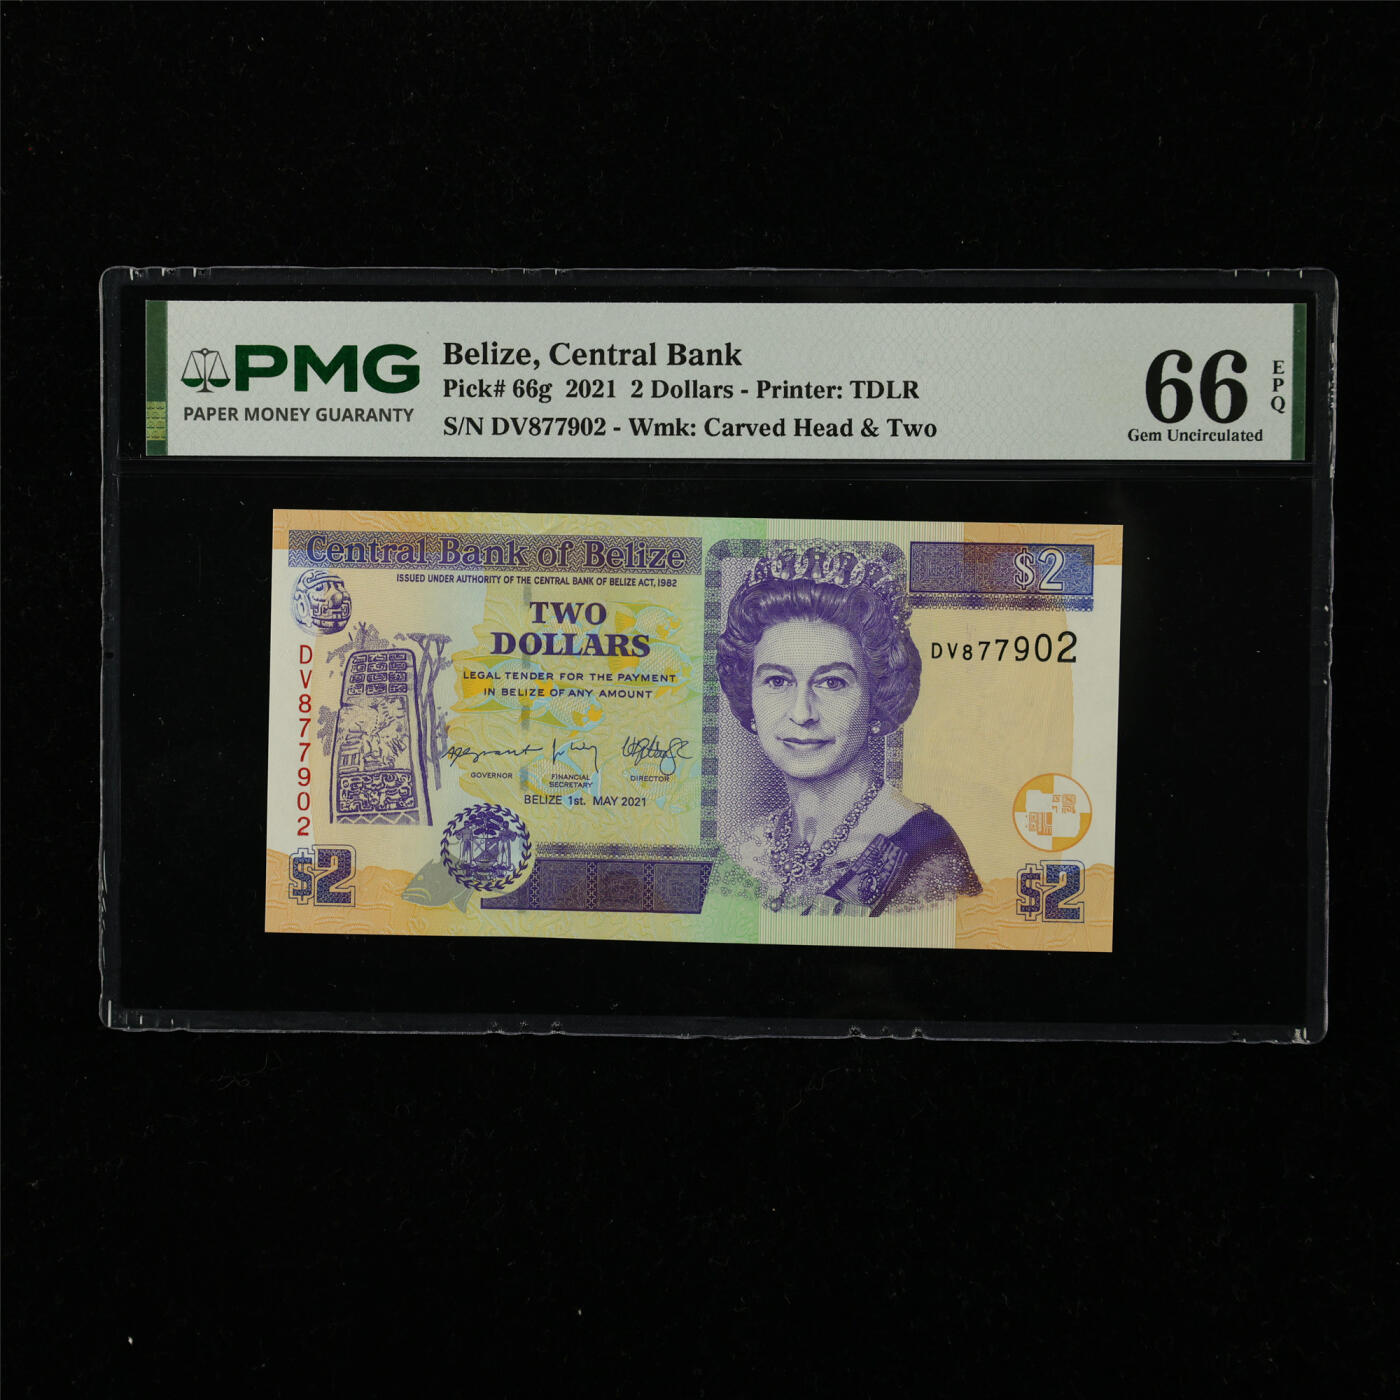 PMG
PAPER MONEY GUARANTY
Belize, Central Bank
Pick# 66g 2021 2 Dollars - Printer: TDLR
S/N DV877902 - Wmk: Carved Head & Two
66
EPQ
Gem Uncirculated
Central Bank of Belize
ISSUED UNDER AUTHORITY OF THE CENTRAL BANK OF BELIZE ACT, 1982
$2
TWO
DOLLARS
DV877902
LEGAL TENDER FOR THE PAYMENT
IN BELIZE OF ANY AMOUNT
DV877902
GOVERNOR
FINANCIAL
SECRETARY
DIRECTOR
BELIZE 1st. MAY 2021
$2
$2